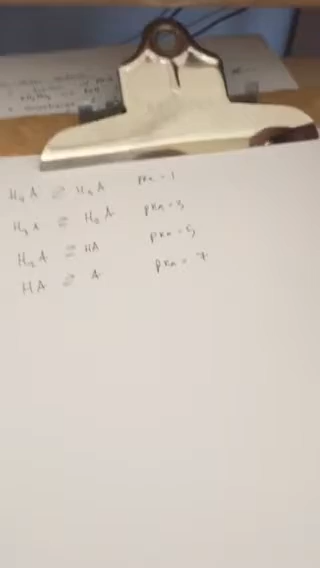 H₄A ⇌ H₃A pKa = 1
H₃A ⇌ H₂A pKa = 3
H₂A ⇌ HA pKa = 5
HA ⇌ A pKa = 7